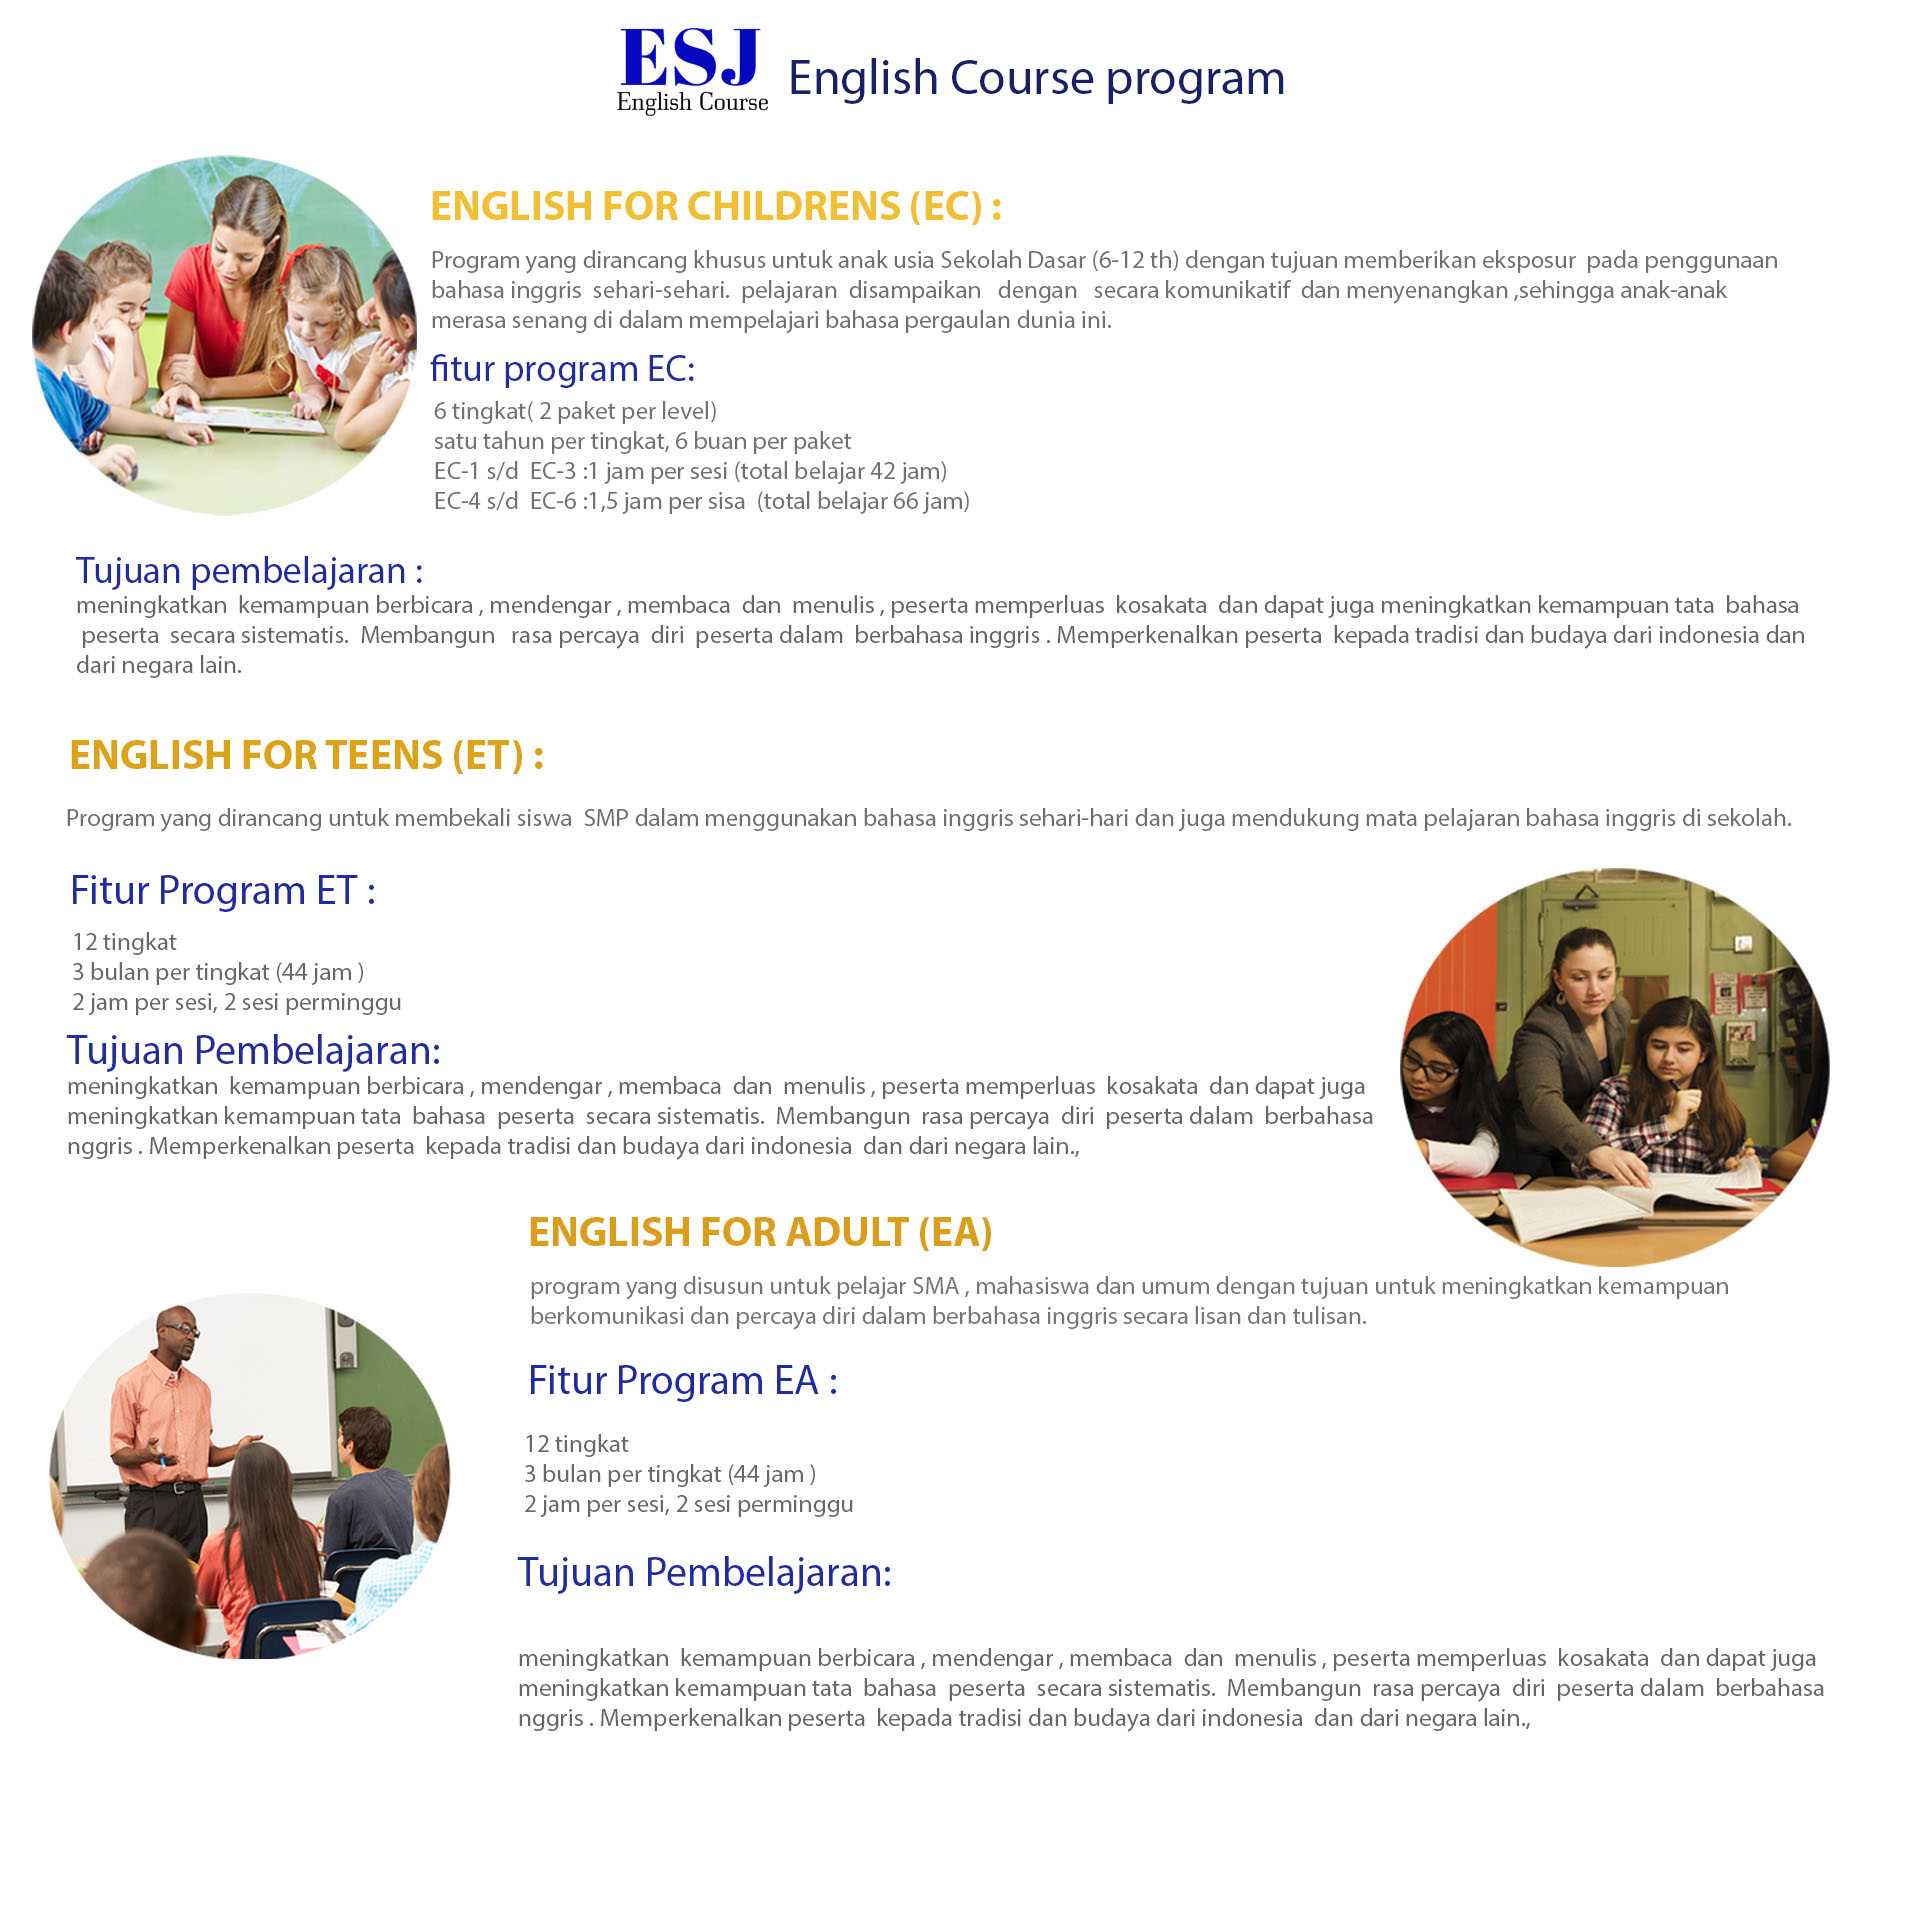 ESJ
English Course
English Course program
ENGLISH FOR CHILDRENS (EC) :
Program yang dirancang khusus untuk anak usia Sekolah Dasar (6-12 th) dengan tujuan memberikan eksposur pada penggunaan
bahasa inggris sehari-sehari. pelajaran disampaikan dengan secara komunikatif dan menyenangkan ,sehingga anak-anak
merasa senang di dalam mempelajari bahasa pergaulan dunia ini.
fitur program EC:
6 tingkat( 2 paket per level)
satu tahun per tingkat, 6 buan per paket
EC-1 s/d EC-3 :1 jam per sesi (total belajar 42 jam)
EC-4 s/d EC-6 :1,5 jam per sisa (total belajar 66 jam)
Tujuan pembelajaran :
meningkatkan kemampuan berbicara , mendengar , membaca dan menulis , peserta memperluas kosakata dan dapat juga meningkatkan kemampuan tata bahasa
peserta secara sistematis. Membangun rasa percaya diri peserta dalam berbahasa inggris . Memperkenalkan peserta kepada tradisi dan budaya dari indonesia dan
dari negara lain.
ENGLISH FOR TEENS (ET) :
Program yang dirancang untuk membekali siswa SMP dalam menggunakan bahasa inggris sehari-hari dan juga mendukung mata pelajaran bahasa inggris di sekolah.
Fitur Program ET :
12 tingkat
3 bulan per tingkat (44 jam )
2 jam per sesi, 2 sesi perminggu
Tujuan Pembelajaran:
meningkatkan kemampuan berbicara , mendengar , membaca dan menulis , peserta memperluas kosakata dan dapat juga
meningkatkan kemampuan tata bahasa peserta secara sistematis. Membangun rasa percaya diri peserta dalam berbahasa
nggris . Memperkenalkan peserta kepada tradisi dan budaya dari indonesia dan dari negara lain.,
ENGLISH FOR ADULT (EA)
program yang disusun untuk pelajar SMA , mahasiswa dan umum dengan tujuan untuk meningkatkan kemampuan
berkomunikasi dan percaya diri dalam berbahasa inggris secara lisan dan tulisan.
Fitur Program EA :
12 tingkat
3 bulan per tingkat (44 jam )
2 jam per sesi, 2 sesi perminggu
Tujuan Pembelajaran:
meningkatkan kemampuan berbicara , mendengar , membaca dan menulis , peserta memperluas kosakata dan dapat juga
meningkatkan kemampuan tata bahasa peserta secara sistematis. Membangun rasa percaya diri peserta dalam berbahasa
nggris . Memperkenalkan peserta kepada tradisi dan budaya dari indonesia dan dari negara lain.,